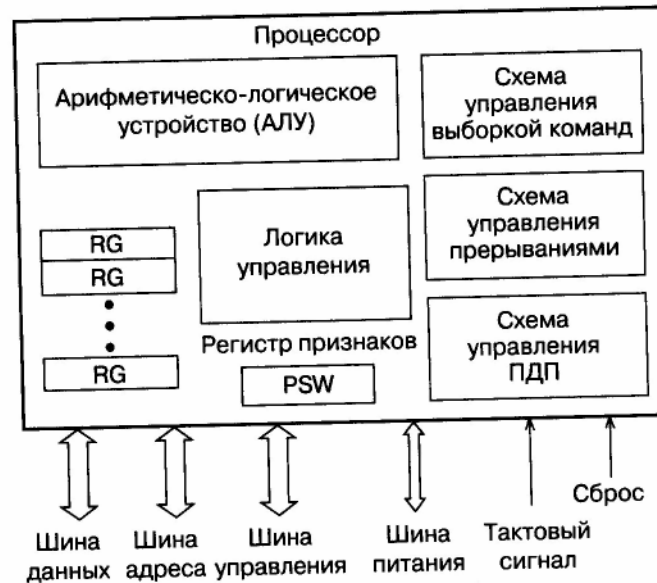 Процессор
Арифметическо-логическое
устройство (АЛУ)
Схема
управления
выборкой команд
RG
RG
RG
Логика
управления
Схема
управления
прерываниями
Регистр признаков
PSW
Схема
управления
ПДП
Шина
данных
Шина
адреса
Шина
управления
Шина
питания
Тактовый
сигнал
Сброс